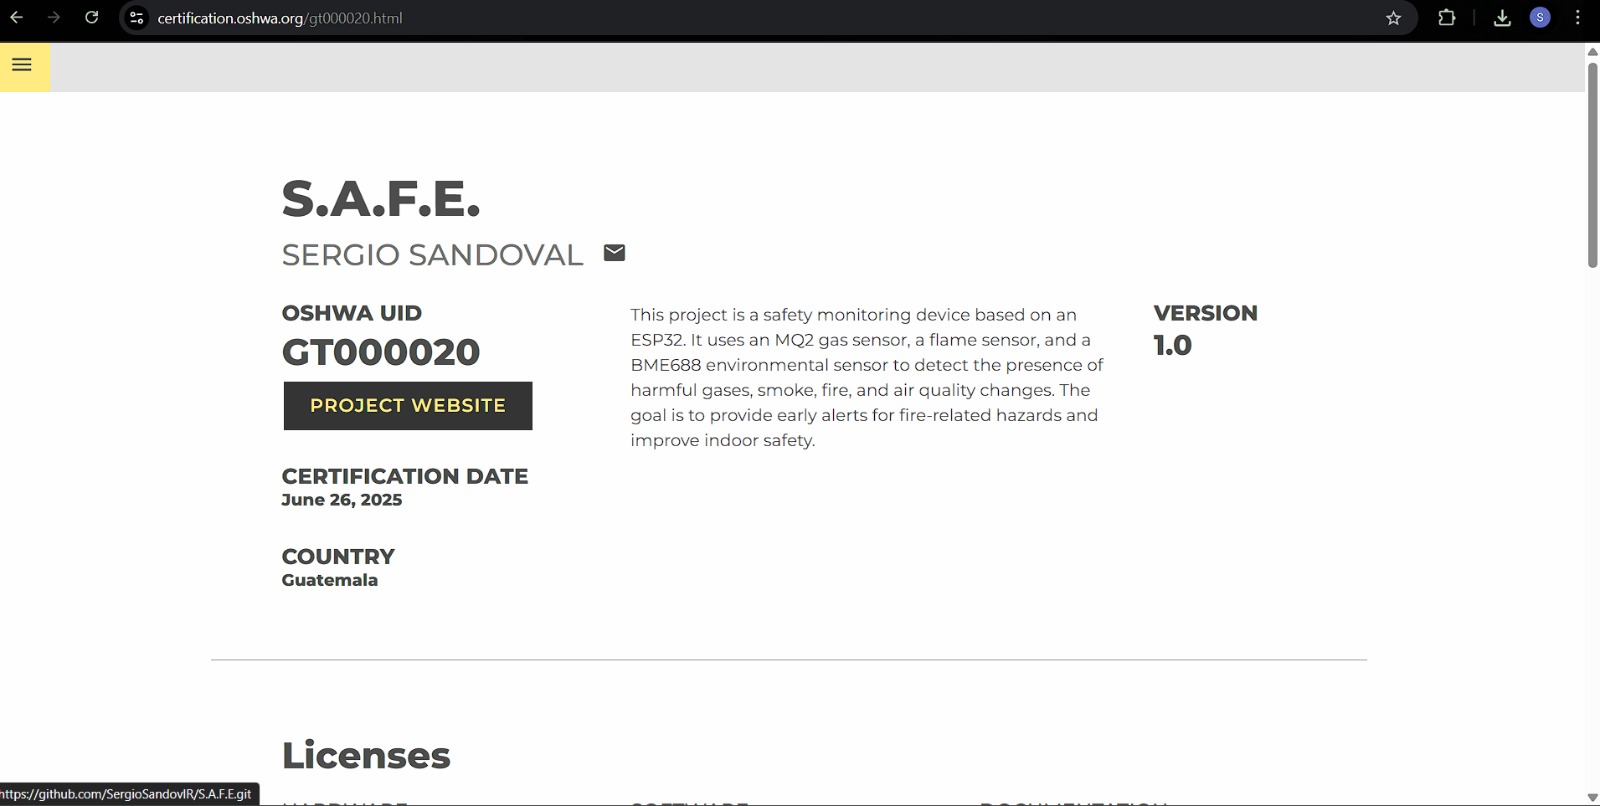 certification.oshwa.org/gt000020.html
S
S.A.F.E.
SERGIO SANDOVAL
OSHWA UID
GT000020
PROJECT WEBSITE
CERTIFICATION DATE
June 26, 2025
COUNTRY
Guatemala
This project is a safety monitoring device based on an
ESP32. It uses an MQ2 gas sensor, a flame sensor, and a
BME688 environmental sensor to detect the presence of
harmful gases, smoke, fire, and air quality changes. The
goal is to provide early alerts for fire-related hazards and
improve indoor safety.
VERSION
1.0
Licenses
HARDWARE
SOFTWARE
DOCUMENTATION
https://github.com/SergioSandovlR/S.A.F.E.git